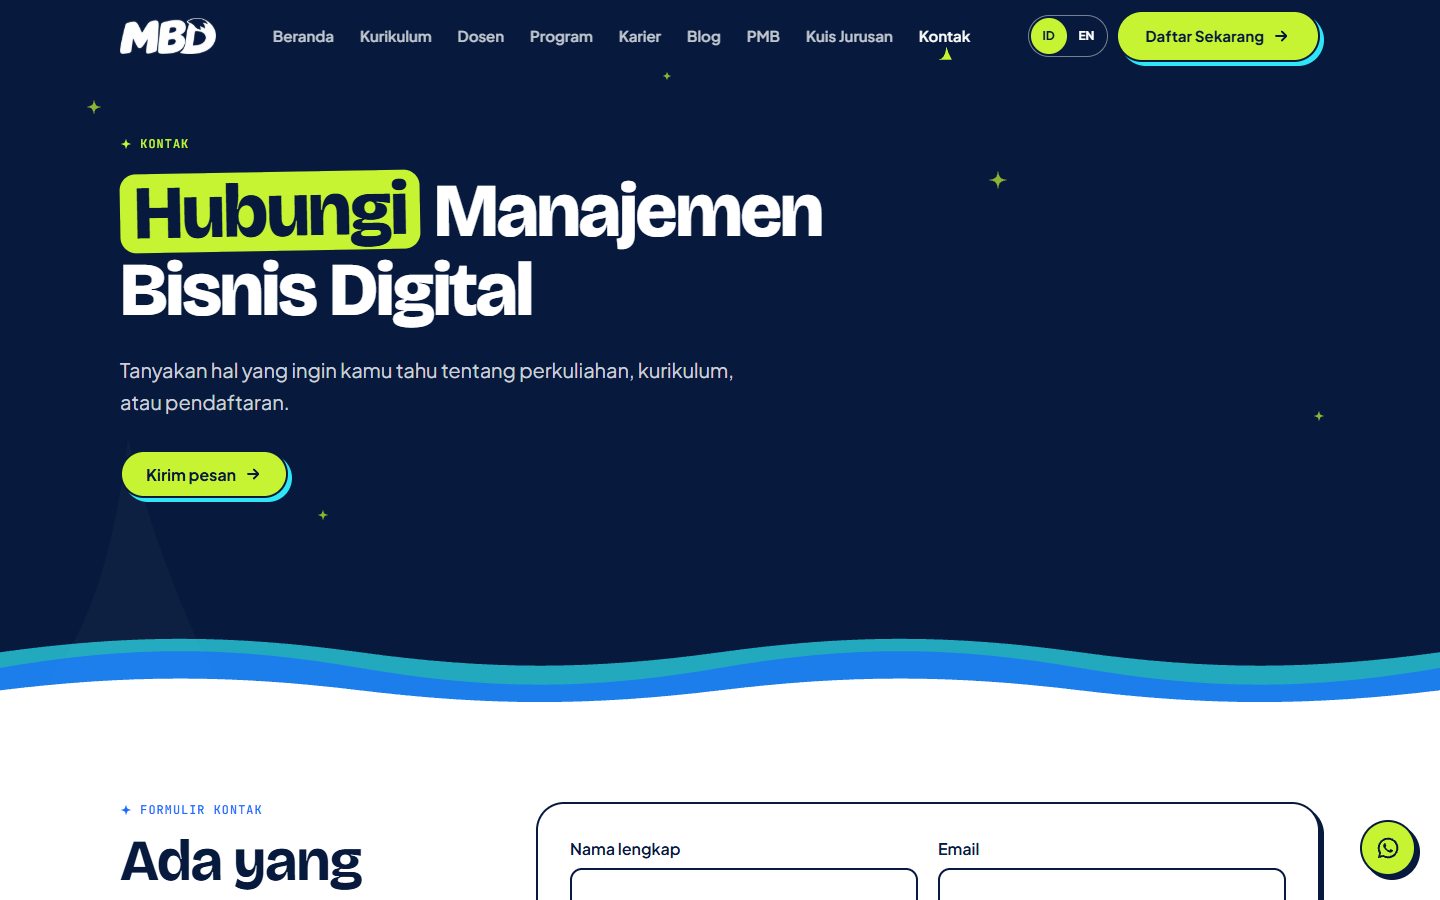 MBD
Beranda Kurikulum Dosen Program Karier Blog PMB Kuis Jurusan Kontak
ID EN
Daftar Sekarang
KONTAK
Hubungi Manajemen
Bisnis Digital
Tanyakan hal yang ingin kamu tahu tentang perkuliahan, kurikulum,
atau pendaftaran.
Kirim pesan
FORMULIR KONTAK
Ada yang
Nama lengkap
Email